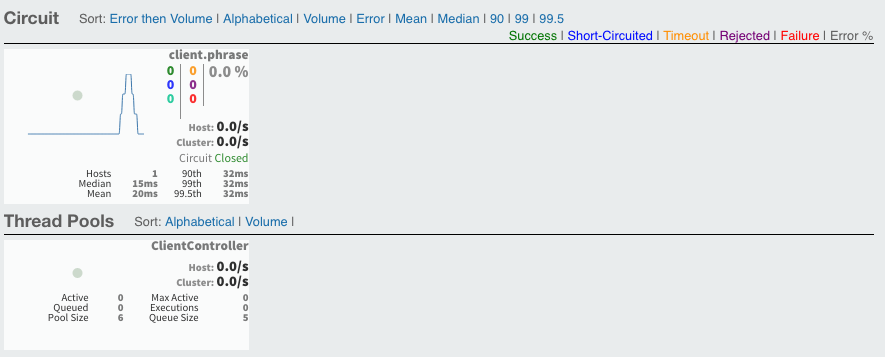 Circuit Sort: Error then Volume | Alphabetical | Volume | Error | Mean | Median | 90 | 99 | 99.5
Success | Short-Circuited | Timeout | Rejected | Failure | Error %
client.phrase
0 0 0.0 %
0 0
0 0
Host: 0.0/s
Cluster: 0.0/s
Circuit Closed
Hosts 1 90th 32ms
Median 15ms 99th 32ms
Mean 20ms 99.5th 32ms
Thread Pools Sort: Alphabetical | Volume |
ClientController
Host: 0.0/s
Cluster: 0.0/s
Active 0 Max Active 0
Queued 0 Executions 0
Pool Size 6 Queue Size 5